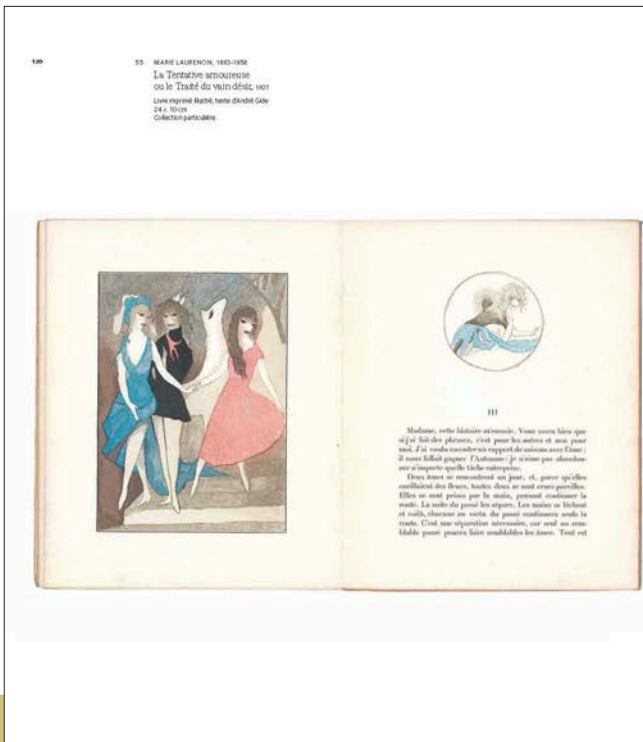 120
55 MARIE LAURENCIN, 1883-1956
La Tentative amoureuse
ou le Traité du vain désir, 1921
Livre imprimé illustré, texte d'André Gide
24 × 10 cm
Collection particulière
III
Madame, cette histoire m'ennuie. Vous savez bien que
si j'ai fait des phrases, c'est pour les autres et non pour
moi. J'ai voulu raconter un rapport de saisons avec l'âme ;
il nous fallait gagner l'Automne : je n'aime pas abandon-
ner n'importe quelle tâche entreprise.
Deux âmes se rencontrent un jour, et, parce qu'elles
cueillaient des fleurs, toutes deux se sont crues pareilles.
Elles se sont prises par la main, pensant continuer la
route. La suite du passé les sépare. Les mains se lâchent
et voilà, chacune en vertu du passé continuera seule la
route. C'est une séparation nécessaire, car seul un sem-
blable passé pourra faire semblables les âmes. Tout est